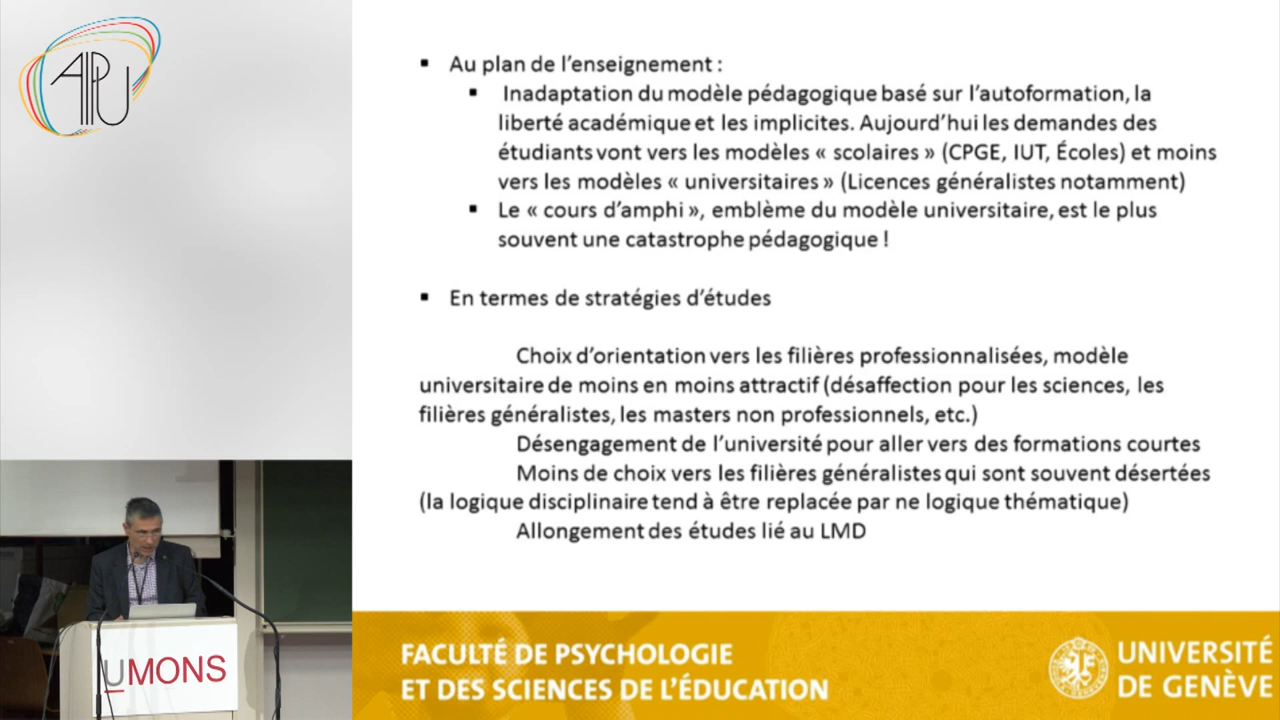 AIPU
▪ Au plan de l'enseignement :
▪ Inadaptation du modèle pédagogique basé sur l'autoformation, la
liberté académique et les implicites. Aujourd'hui les demandes des
étudiants vont vers les modèles « scolaires » (CPGE, IUT, Écoles) et moins
vers les modèles « universitaires » (Licences généralistes notamment)
▪ Le « cours d'amphi », emblème du modèle universitaire, est le plus
souvent une catastrophe pédagogique !
▪ En termes de stratégies d'études
Choix d'orientation vers les filières professionnalisées, modèle
universitaire de moins en moins attractif (désaffection pour les sciences, les
filières généralistes, les masters non professionnels, etc.)
Désengagement de l'université pour aller vers des formations courtes
Moins de choix vers les filières généralistes qui sont souvent désertées
(la logique disciplinaire tend à être replacée par ne logique thématique)
Allongement des études lié au LMD
UMONS
FACULTÉ DE PSYCHOLOGIE
ET DES SCIENCES DE L'ÉDUCATION
UNIVERSITÉ
DE GENÈVE